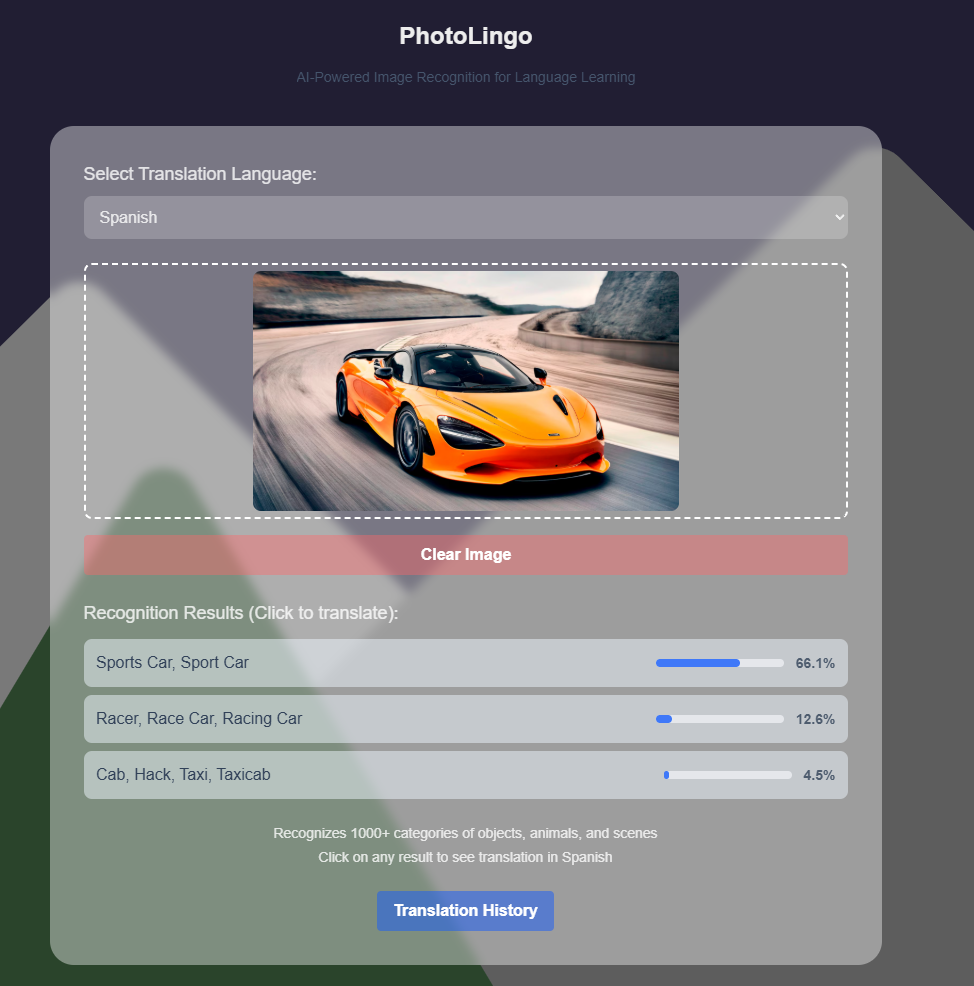 PhotoLingo
AI-Powered Image Recognition for Language Learning
Select Translation Language:
Spanish
Clear Image
Recognition Results (Click to translate):
Sports Car, Sport Car 66.1%
Racer, Race Car, Racing Car 12.6%
Cab, Hack, Taxi, Taxicab 4.5%
Recognizes 1000+ categories of objects, animals, and scenes
Click on any result to see translation in Spanish
Translation History